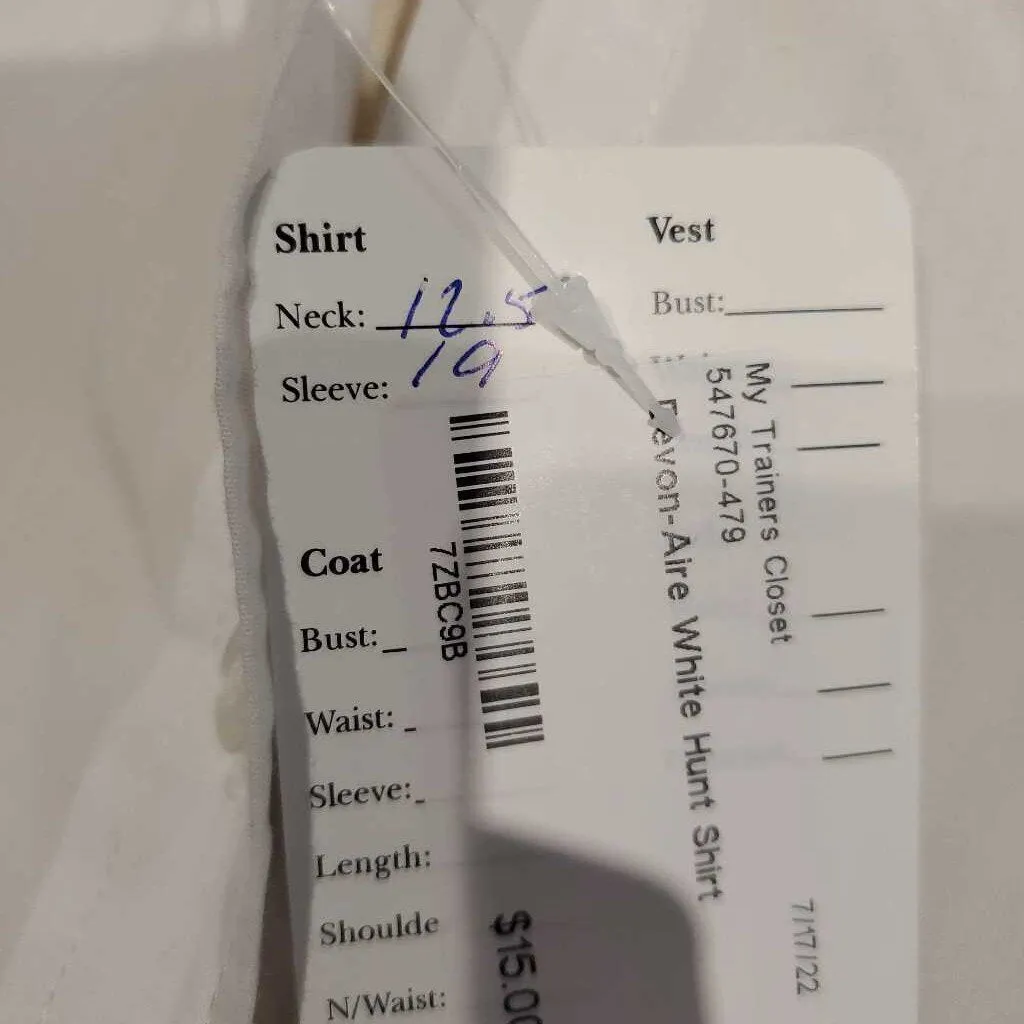 Shirt
Neck: 12.5
Sleeve: 19
Coat
Bust:
Waist:
Sleeve:
Length:
Shoulde
N/Waist:
Vest
Bust:
My Trainers Closet
547670-479
Devon-Aire White Hunt Shirt
7/17/22
7ZBC9B
$15.00